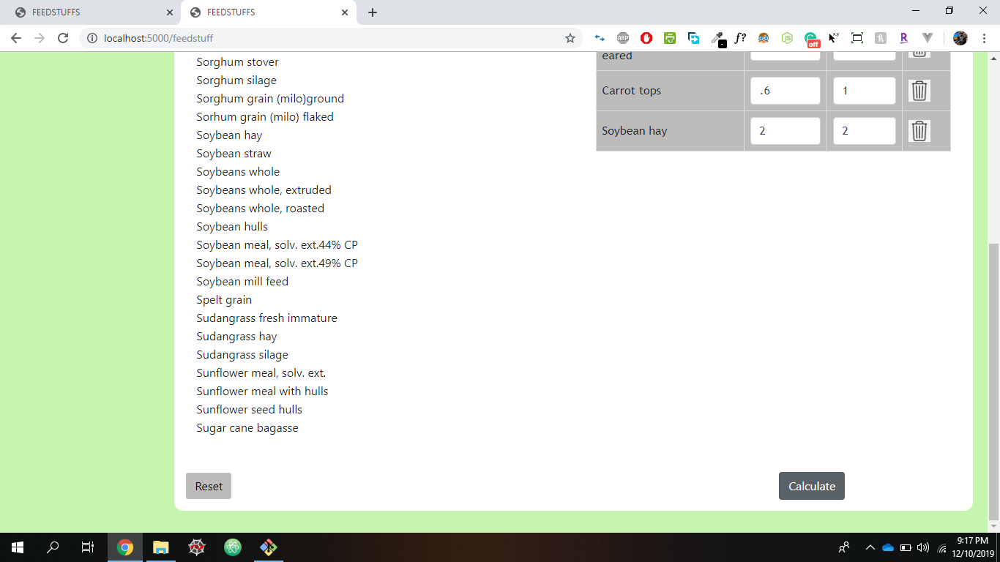 FEEDSTUFFS
FEEDSTUFFS
localhost:5000/feedstuff
ABP
f?
off
x,y
R
R
Sorghum stover
Sorghum silage
Sorghum grain (milo)ground
Sorhum grain (milo) flaked
Soybean hay
Soybean straw
Soybeans whole
Soybeans whole, extruded
Soybeans whole, roasted
Soybean hulls
Soybean meal, solv. ext.44% CP
Soybean meal, solv. ext.49% CP
Soybean mill feed
Spelt grain
Sudangrass fresh immature
Sudangrass hay
Sudangrass silage
Sunflower meal, solv. ext.
Sunflower meal with hulls
Sunflower seed hulls
Sugar cane bagasse
eared
Carrot tops .6 1
Soybean hay 2 2
Reset
Calculate
9:17 PM
12/10/2019